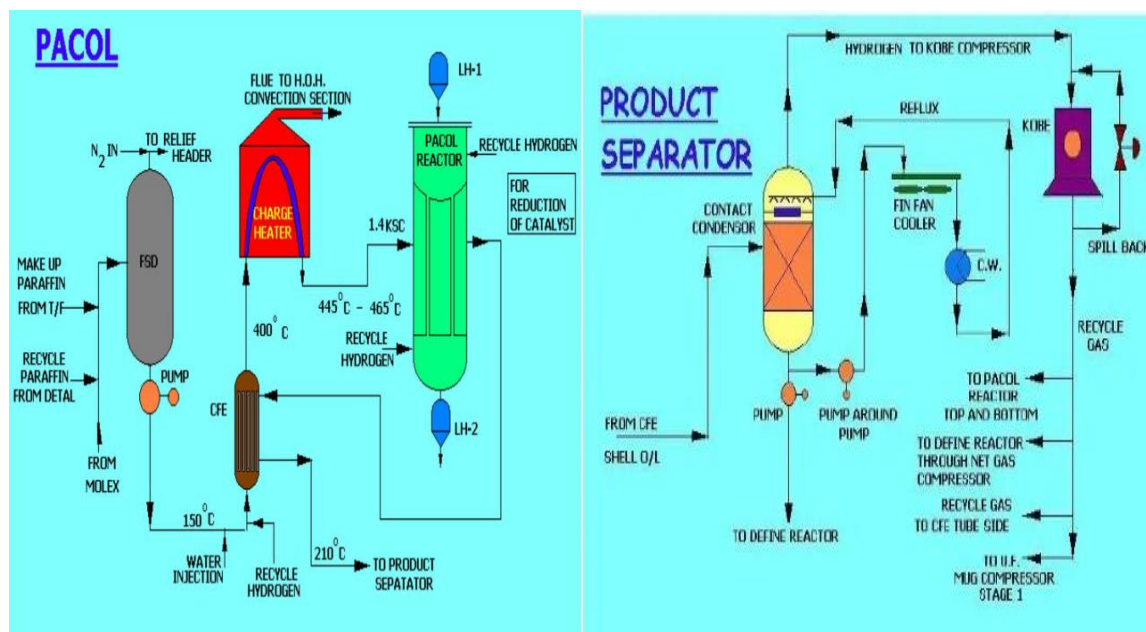 PACOL
FLUE TO H.O.H.
CONVECTION SECTION
LH-1
N2 IN
TO RELIEF
HEADER
PACOL
REACTOR
RECYCLE HYDROGEN
FOR
REDUCTION
OF CATALYST
CHARGE
HEATER
1.4KSC
FSD
MAKE UP
PARAFFIN
FROM T/F
445°C - 465°C
400°C
RECYCLE
HYDROGEN
RECYCLE
PARAFFIN
FROM DETAL
PUMP
CFE
LH-2
FROM
MOLEX
150°C
WATER
INJECTION
RECYCLE
HYDROGEN
210°C
TO PRODUCT
SEPATATOR
HYDROGEN TO KOBE COMPRESSOR
PRODUCT
SEPARATOR
REFLUX
KOBE
CONTACT
CONDENSOR
FIN FAN
COOLER
C.W.
SPILL BACK
RECYCLE
GAS
TO PACOL
REACTOR
TOP AND BOTTOM
FROM CFE
SHELL O/L
PUMP
PUMP AROUND
PUMP
TO DEFINE REACTOR
THROUGH NET GAS
COMPRESSOR
RECYCLE GAS
TO CFE TUBE SIDE
TO DEFINE REACTOR
TO U.F.
MUG COMPRESSOR
STAGE 1